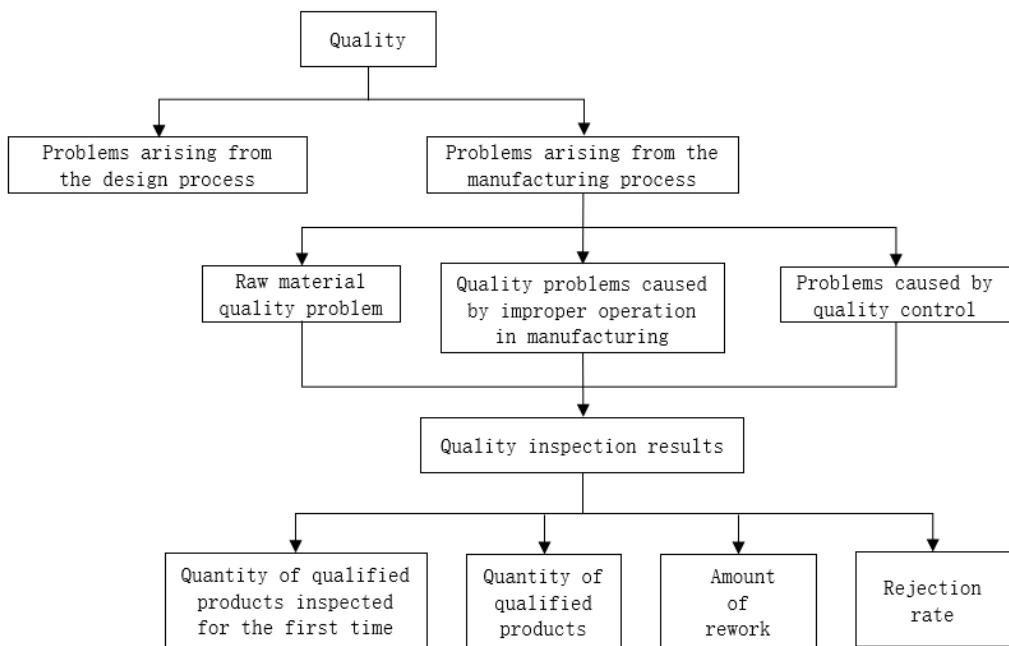 Quality
Problems arising from
the design process
Problems arising from the
manufacturing process
Raw material
quality problem
Quality problems caused
by improper operation
in manufacturing
Problems caused by
quality control
Quality inspection results
Quantity of qualified
products inspected
for the first time
Quantity of
qualified
products
Amount
of
rework
Rejection
rate